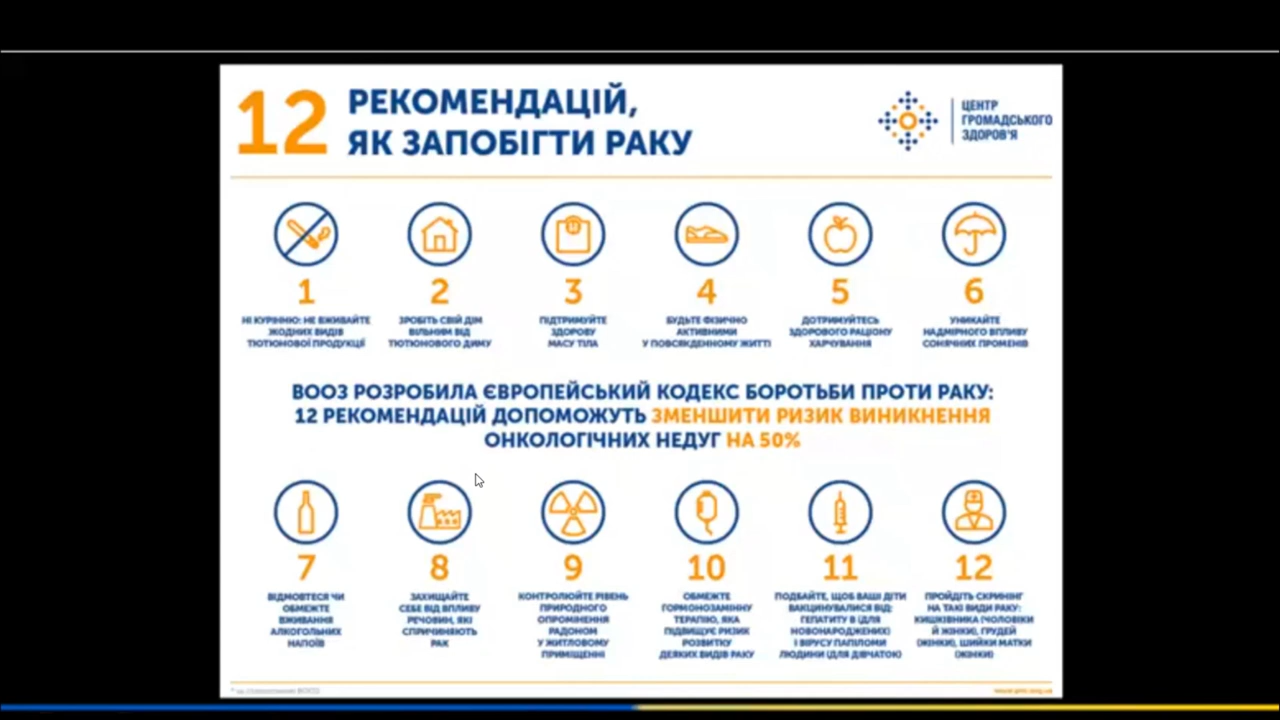 12 РЕКОМЕНДАЦІЙ,
ЯК ЗАПОБІГТИ РАКУ
ЦЕНТР
ГРОМАДСЬКОГО
ЗДОРОВ'Я
1
НІ КУРІННЮ: НЕ ВЖИВАЙТЕ
ЖОДНИХ ВИДІВ
ТЮТЮНОВОЇ ПРОДУКЦІЇ
2
ЗРОБІТЬ СВІЙ ДІМ
ВІЛЬНИМ ВІД
ТЮТЮНОВОГО ДИМУ
3
ПІДТРИМУЙТЕ
ЗДОРОВУ
МАСУ ТІЛА
4
БУДЬТЕ ФІЗИЧНО
АКТИВНИМИ
У ПОВСЯКДЕННОМУ ЖИТТІ
5
ДОТРИМУЙТЕСЬ
ЗДОРОВОГО РАЦІОНУ
ХАРЧУВАННЯ
6
УНИКАЙТЕ
НАДМІРНОГО ВПЛИВУ
СОНЯЧНИХ ПРОМЕНІВ
ВООЗ РОЗРОБИЛА ЄВРОПЕЙСЬКИЙ КОДЕКС БОРОТЬБИ ПРОТИ РАКУ:
12 РЕКОМЕНДАЦІЙ ДОПОМОЖУТЬ ЗМЕНШИТИ РИЗИК ВИНИКНЕННЯ
ОНКОЛОГІЧНИХ НЕДУГ НА 50%
7
ВІДМОВТЕСЯ ЧИ
ОБМЕЖТЕ
ВЖИВАННЯ
АЛКОГОЛЬНИХ
НАПОЇВ
8
ЗАХИЩАЙТЕ
СЕБЕ ВІД ВПЛИВУ
РЕЧОВИН, ЯКІ
СПРИЧИНЯЮТЬ
РАК
9
КОНТРОЛЮЙТЕ РІВЕНЬ
ПРИРОДНОГО
ОПРОМІНЕННЯ
РАДОНОМ
У ЖИТЛОВОМУ
ПРИМІЩЕННІ
10
ОБМЕЖТЕ
ГОРМОНОЗАМІННУ
ТЕРАПІЮ, ЯКА
ПІДВИЩУЄ РИЗИК
РОЗВИТКУ
ДЕЯКИХ ВИДІВ РАКУ
11
ПОДБАЙТЕ, ЩОБ ВАШІ ДІТИ
ВАКЦИНУВАЛИСЯ ВІД:
ГЕПАТИТУ В (ДЛЯ
НОВОНАРОДЖЕНИХ)
І ВІРУСУ ПАПІЛОМИ
ЛЮДИНИ (ДЛЯ ДІВЧАТОК)
12
ПРОЙДІТЬ СКРИНІНГ
НА ТАКІ ВИДИ РАКУ:
КИШКІВНИКА (ЧОЛОВІКИ
Й ЖІНКИ), ГРУДЕЙ
(ЖІНКИ), ШИЙКИ МАТКИ
(ЖІНКИ)